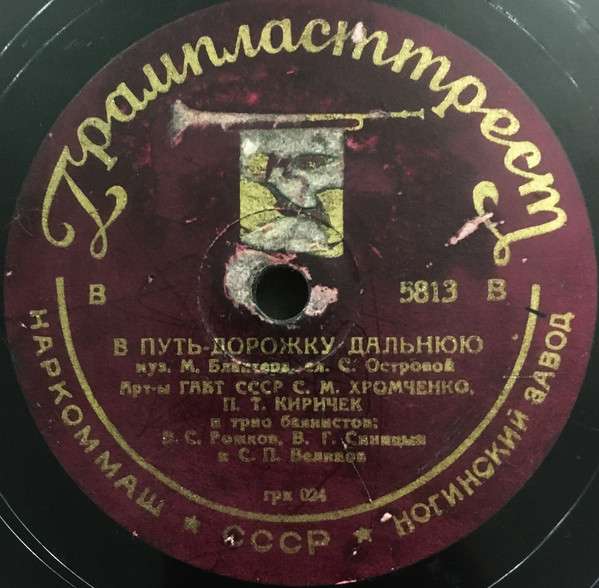 Грампласттрест
В 5813 В
В ПУТЬ-ДОРОЖКУ ДАЛЬНЮЮ
муз. М. Блантера, сл. С. Островой
Арт-ы ГАБТ СССР С. М. ХРОМЧЕНКО,
П. Т. КИРИЧЕК
и трио баянистов:
В. С. Рожков, В. Г. Синицын
и С. П. Великов
грк 024
НАРКОММАШ ★ СССР ★ НОГИНСКИЙ ЗАВОД